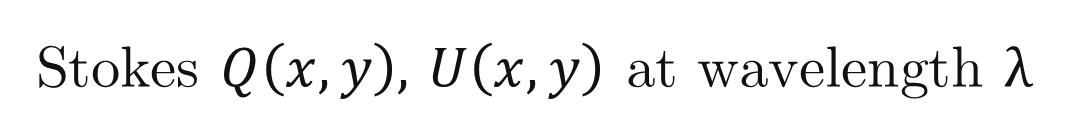 Stokes Q(x, y), U(x, y) at wavelength λ